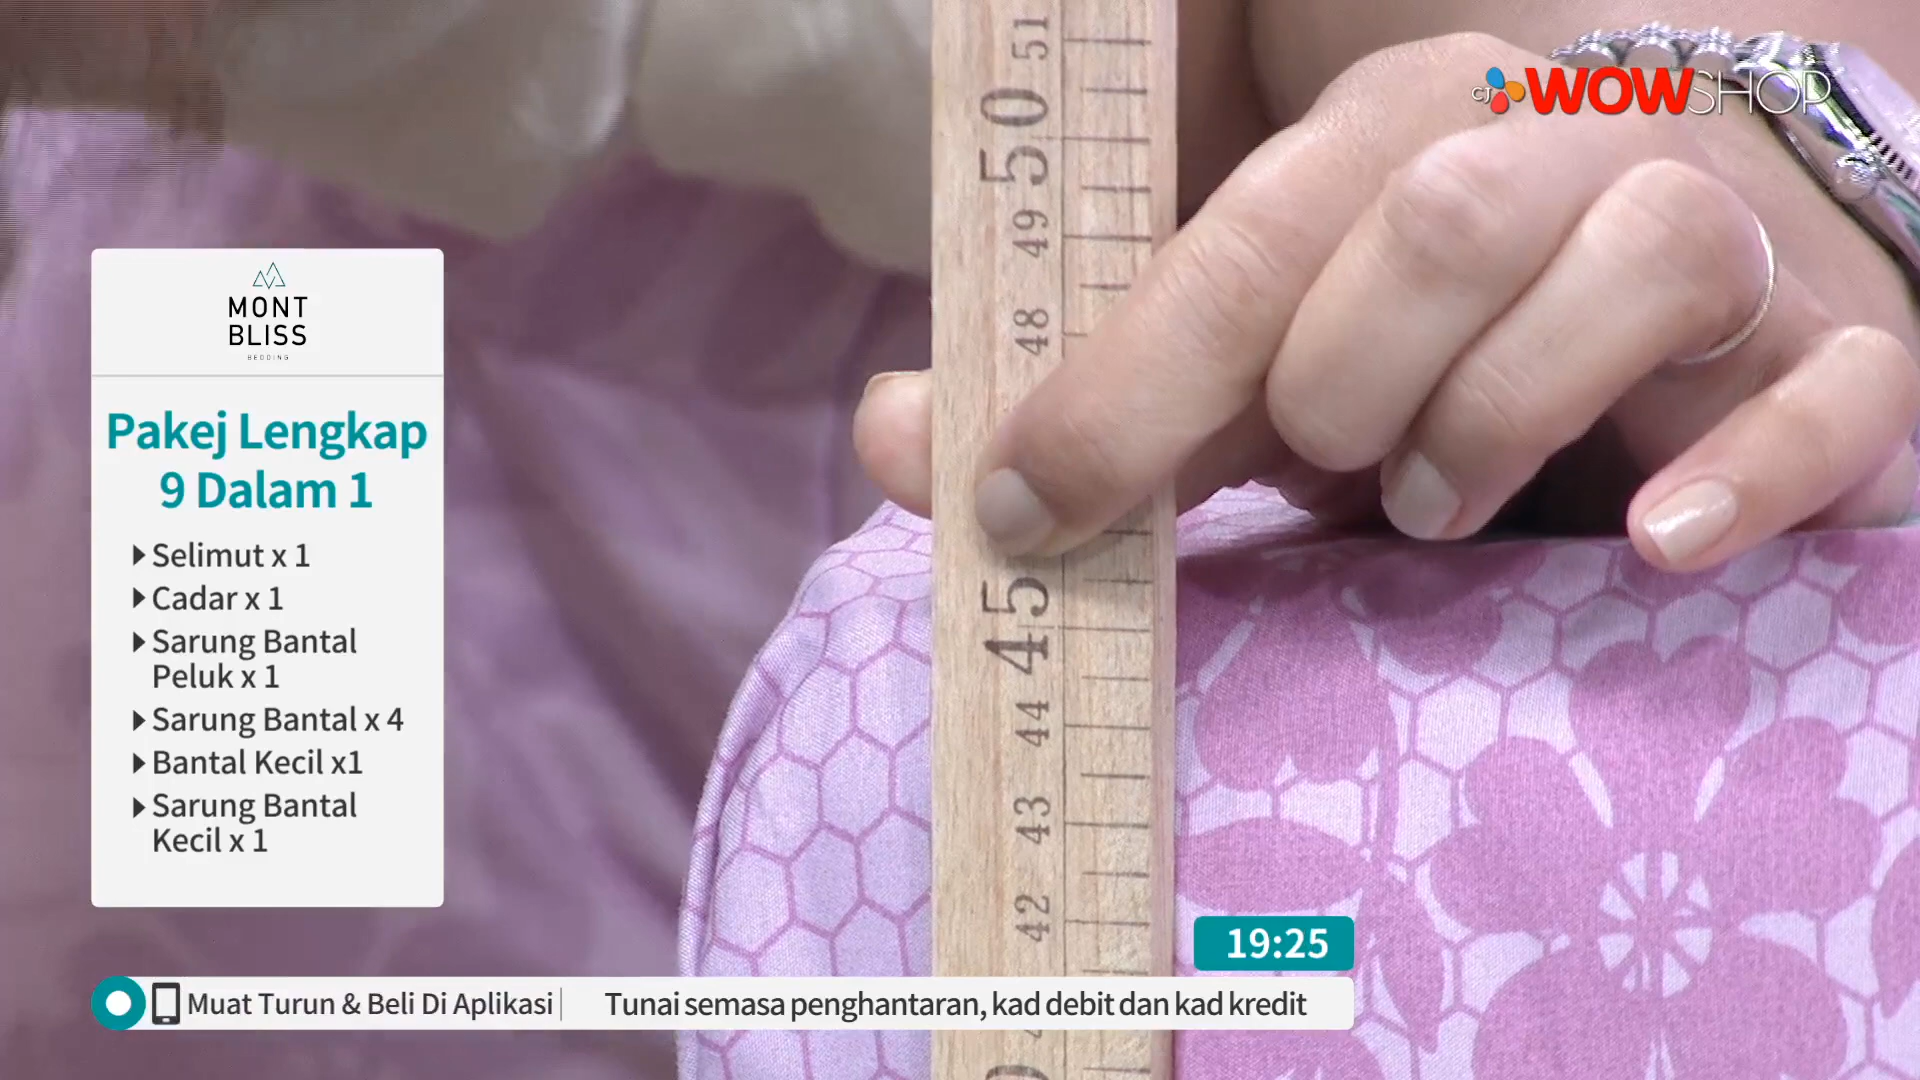 CJ WOWSHOP
51
50
49
48
45
44
43
42
MONT
BLISS
BEDDING
Pakej Lengkap
9 Dalam 1
Selimut x 1
Cadar x 1
Sarung Bantal
Peluk x 1
Sarung Bantal x 4
Bantal Kecil x1
Sarung Bantal
Kecil x 1
19:25
Muat Turun & Beli Di Aplikasi
Tunai semasa penghantaran, kad debit dan kad kredit